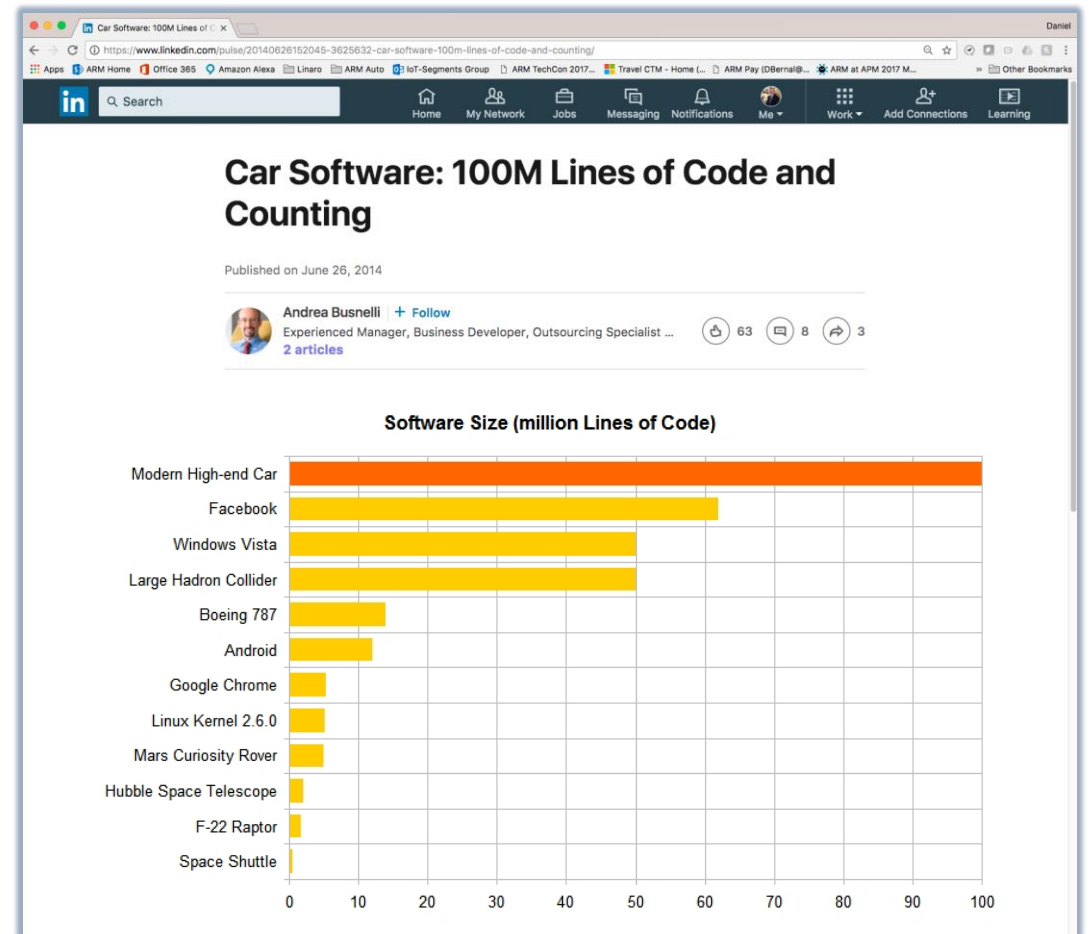 Car Software: 100M Lines of C
Daniel
https://www.linkedin.com/pulse/20140626152045-3625632-car-software-100m-lines-of-code-and-counting/
Apps ARM Home Office 365 Amazon Alexa Linaro ARM Auto IoT-Segments Group ARM TechCon 2017... Travel CTM - Home (... ARM Pay (DBernal@... ARM at APM 2017 M... » Other Bookmarks
in Search Home My Network Jobs Messaging Notifications Me Work Add Connections Learning
Car Software: 100M Lines of Code and
Counting
Published on June 26, 2014
Andrea Busnelli + Follow
Experienced Manager, Business Developer, Outsourcing Specialist ... 63 8 3
2 articles
Software Size (million Lines of Code)
Modern High-end Car
Facebook
Windows Vista
Large Hadron Collider
Boeing 787
Android
Google Chrome
Linux Kernel 2.6.0
Mars Curiosity Rover
Hubble Space Telescope
F-22 Raptor
Space Shuttle
0 10 20 30 40 50 60 70 80 90 100